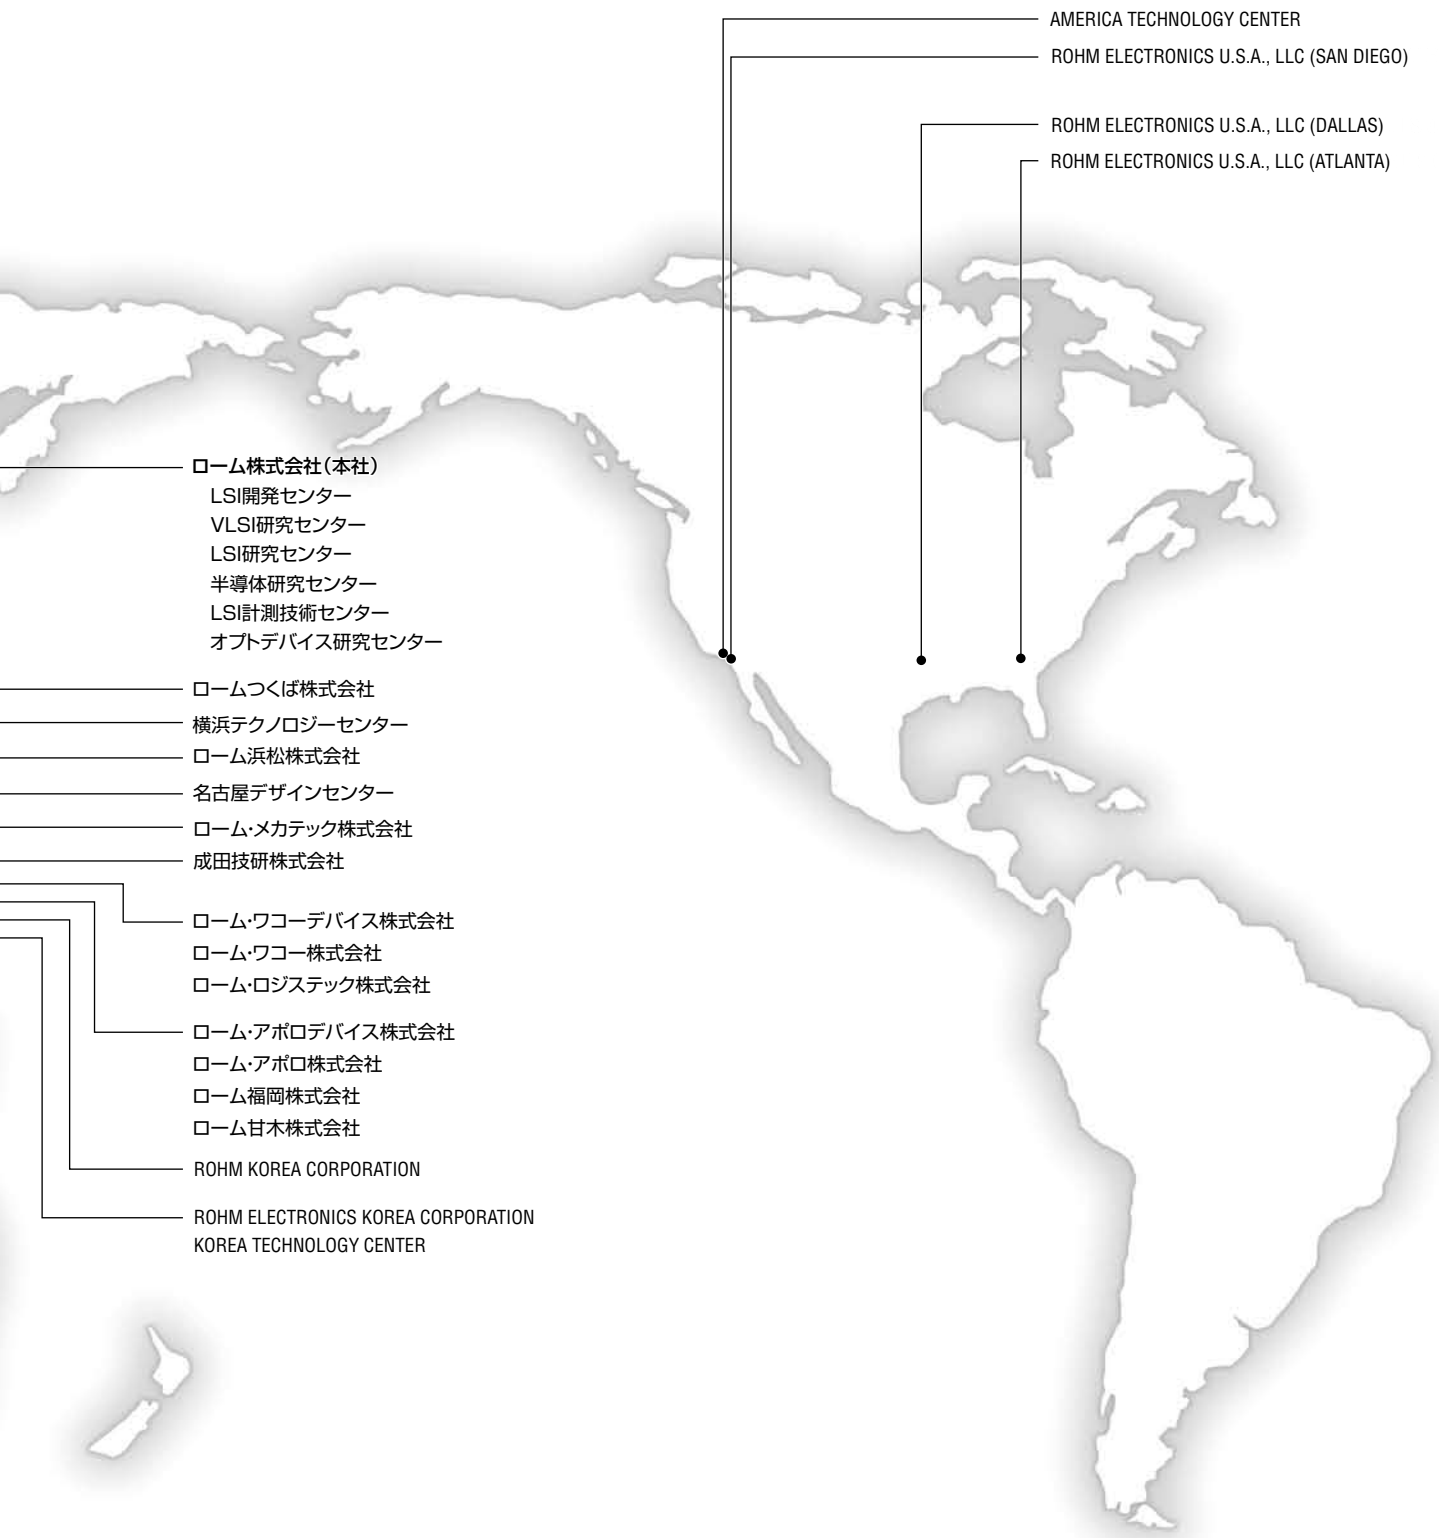 AMERICA TECHNOLOGY CENTER
ROHM ELECTRONICS U.S.A., LLC (SAN DIEGO)
ROHM ELECTRONICS U.S.A., LLC (DALLAS)
ROHM ELECTRONICS U.S.A., LLC (ATLANTA)
ローム株式会社(本社)
LSI開発センター
VLSI研究センター
LSI研究センター
半導体研究センター
LSI計測技術センター
オプトデバイス研究センター
ロームつくば株式会社
横浜テクノロジーセンター
ローム浜松株式会社
名古屋デザインセンター
ローム・メカテック株式会社
成田技研株式会社
ローム・ワコーデバイス株式会社
ローム・ワコー株式会社
ローム・ロジステック株式会社
ローム・アポロデバイス株式会社
ローム・アポロ株式会社
ローム福岡株式会社
ローム甘木株式会社
ROHM KOREA CORPORATION
ROHM ELECTRONICS KOREA CORPORATION
KOREA TECHNOLOGY CENTER